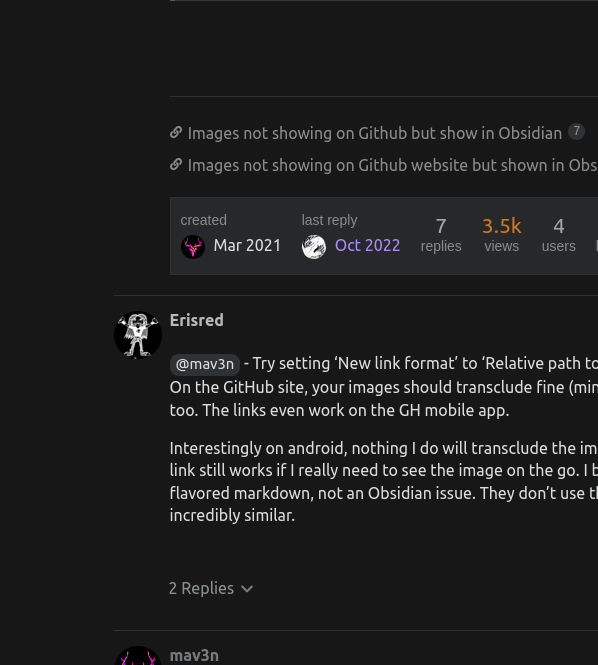 Images not showing on Github but show in Obsidian 7
Images not showing on Github website but shown in Obs
created last reply 7 3.5k 4
Mar 2021 Oct 2022 replies views users
Erisred
@mav3n - Try setting ‘New link format’ to ‘Relative path to
On the GitHub site, your images should transclude fine (min
too. The links even work on the GH mobile app.
Interestingly on android, nothing I do will transclude the im
link still works if I really need to see the image on the go. I b
flavored markdown, not an Obsidian issue. They don’t use th
incredibly similar.
2 Replies
mav3n